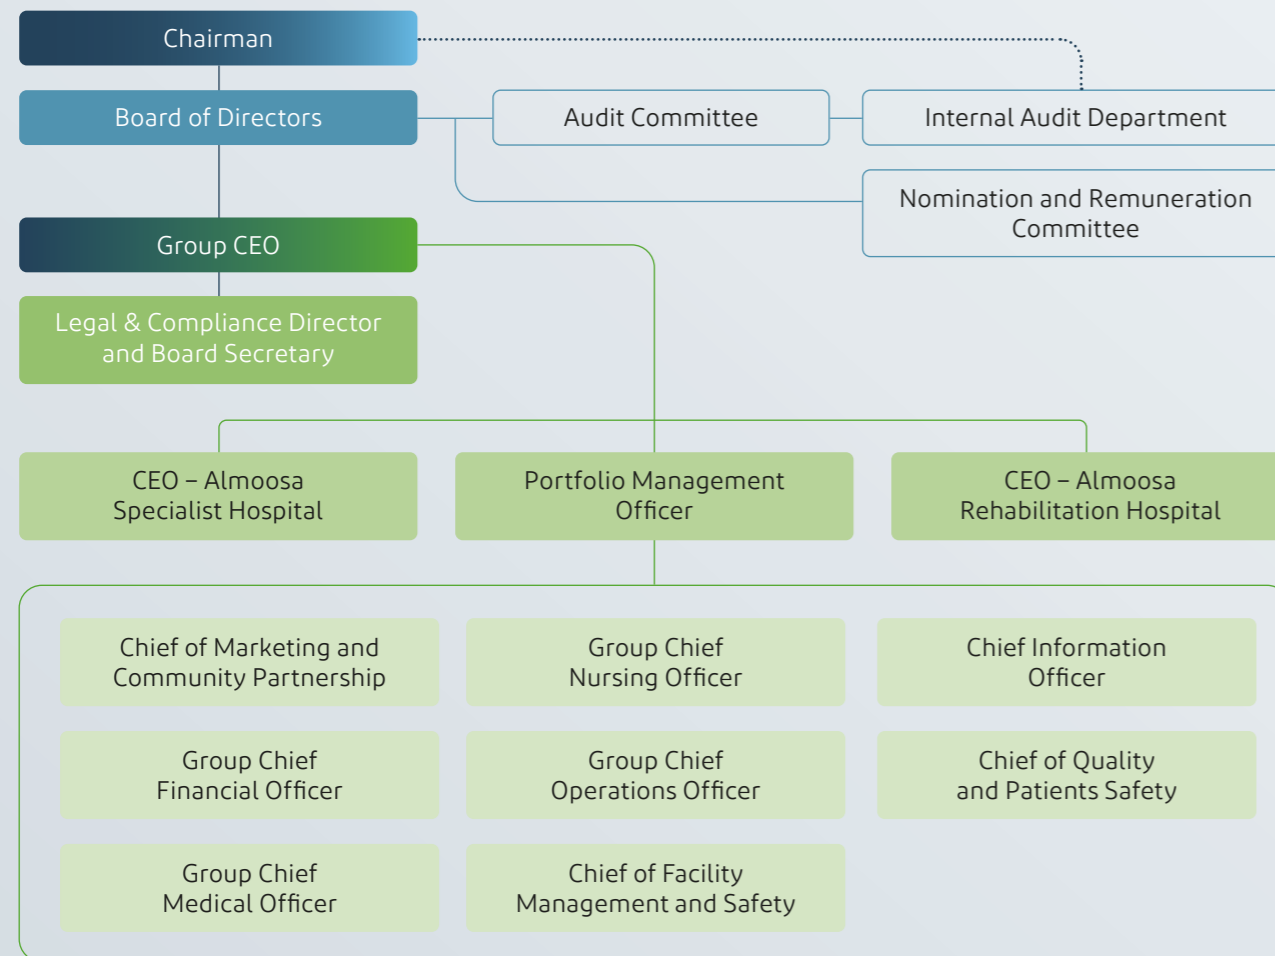 Chairman
Board of Directors
Audit Committee
Internal Audit Department
Nomination and Remuneration
Committee
Group CEO
Legal & Compliance Director
and Board Secretary
CEO – Almoosa
Specialist Hospital
Portfolio Management
Officer
CEO – Almoosa
Rehabilitation Hospital
Chief of Marketing and
Community Partnership
Group Chief
Nursing Officer
Chief Information
Officer
Group Chief
Financial Officer
Group Chief
Operations Officer
Chief of Quality
and Patients Safety
Group Chief
Medical Officer
Chief of Facility
Management and Safety